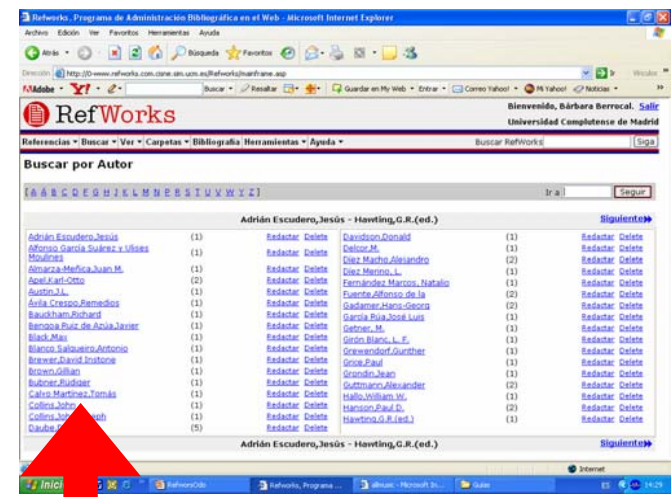 Refworks, Programa de Administración Bibliográfica en el Web - Microsoft Internet Explorer
Archivo Edición Ver Favoritos Herramientas Ayuda
Atrás Búsqueda Favoritos
Dirección http://0-www.refworks.com.cisne.sim.ucm.es/Refworks/mainframe.asp Ir Vínculos
Adobe Y! Buscar Resaltar Guardar en My Web Entrar Correo Yahoo! Mi Yahoo! Noticias
RefWorks
Bienvenido, Bárbara Berrocal. Salir
Universidad Complutense de Madrid
Referencias Buscar Ver Carpetas Bibliografía Herramientas Ayuda Buscar RefWorks Siga
Buscar por Autor
[A Á B C D E G H J K L M N P R S T U V W Y Z] Ir a Seguir
Adrián Escudero,Jesús - Hawting,G.R.(ed.) Siguiente
Adrián Escudero,Jesús (1) Redactar Delete Davidson,Donald (1) Redactar Delete
Alfonso García Suárez y Ulises Moulines (1) Redactar Delete Delcor,M. (1) Redactar Delete
Díez Macho,Alejandro (2) Redactar Delete
Almarza-Meñica,Juan M. (1) Redactar Delete Díez Merino, L. (1) Redactar Delete
Apel,Karl-Otto (2) Redactar Delete Fernández Marcos, Natalio (1) Redactar Delete
Austin,J.L. (1) Redactar Delete Fuente,Alfonso de la (2) Redactar Delete
Ávila Crespo,Remedios (1) Redactar Delete Gadamer,Hans-Georg (2) Redactar Delete
Bauckham,Richard (1) Redactar Delete García Rúa,José Luis (1) Redactar Delete
Bengoa Ruiz de Azúa,Javier (1) Redactar Delete Getner, M. (1) Redactar Delete
Black,Max (1) Redactar Delete Girón Blanc, L. F. (1) Redactar Delete
Blanco Salgueiro,Antonio (1) Redactar Delete Grewendorf,Gunther (1) Redactar Delete
Brewer,David Instone (1) Redactar Delete Grice,Paul (1) Redactar Delete
Brown,Gillian (1) Redactar Delete Grondin,Jean (1) Redactar Delete
Bubner,Rüdiger (1) Redactar Delete Guttmann,Alexander (2) Redactar Delete
Calvo Martínez,Tomás (1) Redactar Delete Hallo,William W. (1) Redactar Delete
Collins,John (1) Redactar Delete Hanson,Paul D. (2) Redactar Delete
Collins,John (1) Redactar Delete Hawting,G.R.(ed.) (1) Redactar Delete
Daube, (5) Redactar Delete
Adrián Escudero,Jesús - Hawting,G.R.(ed.) Siguiente
Internet
Inici RefworsCdo Refworks, Programa ... allmusic - Microsoft In... Guias ES 14:29